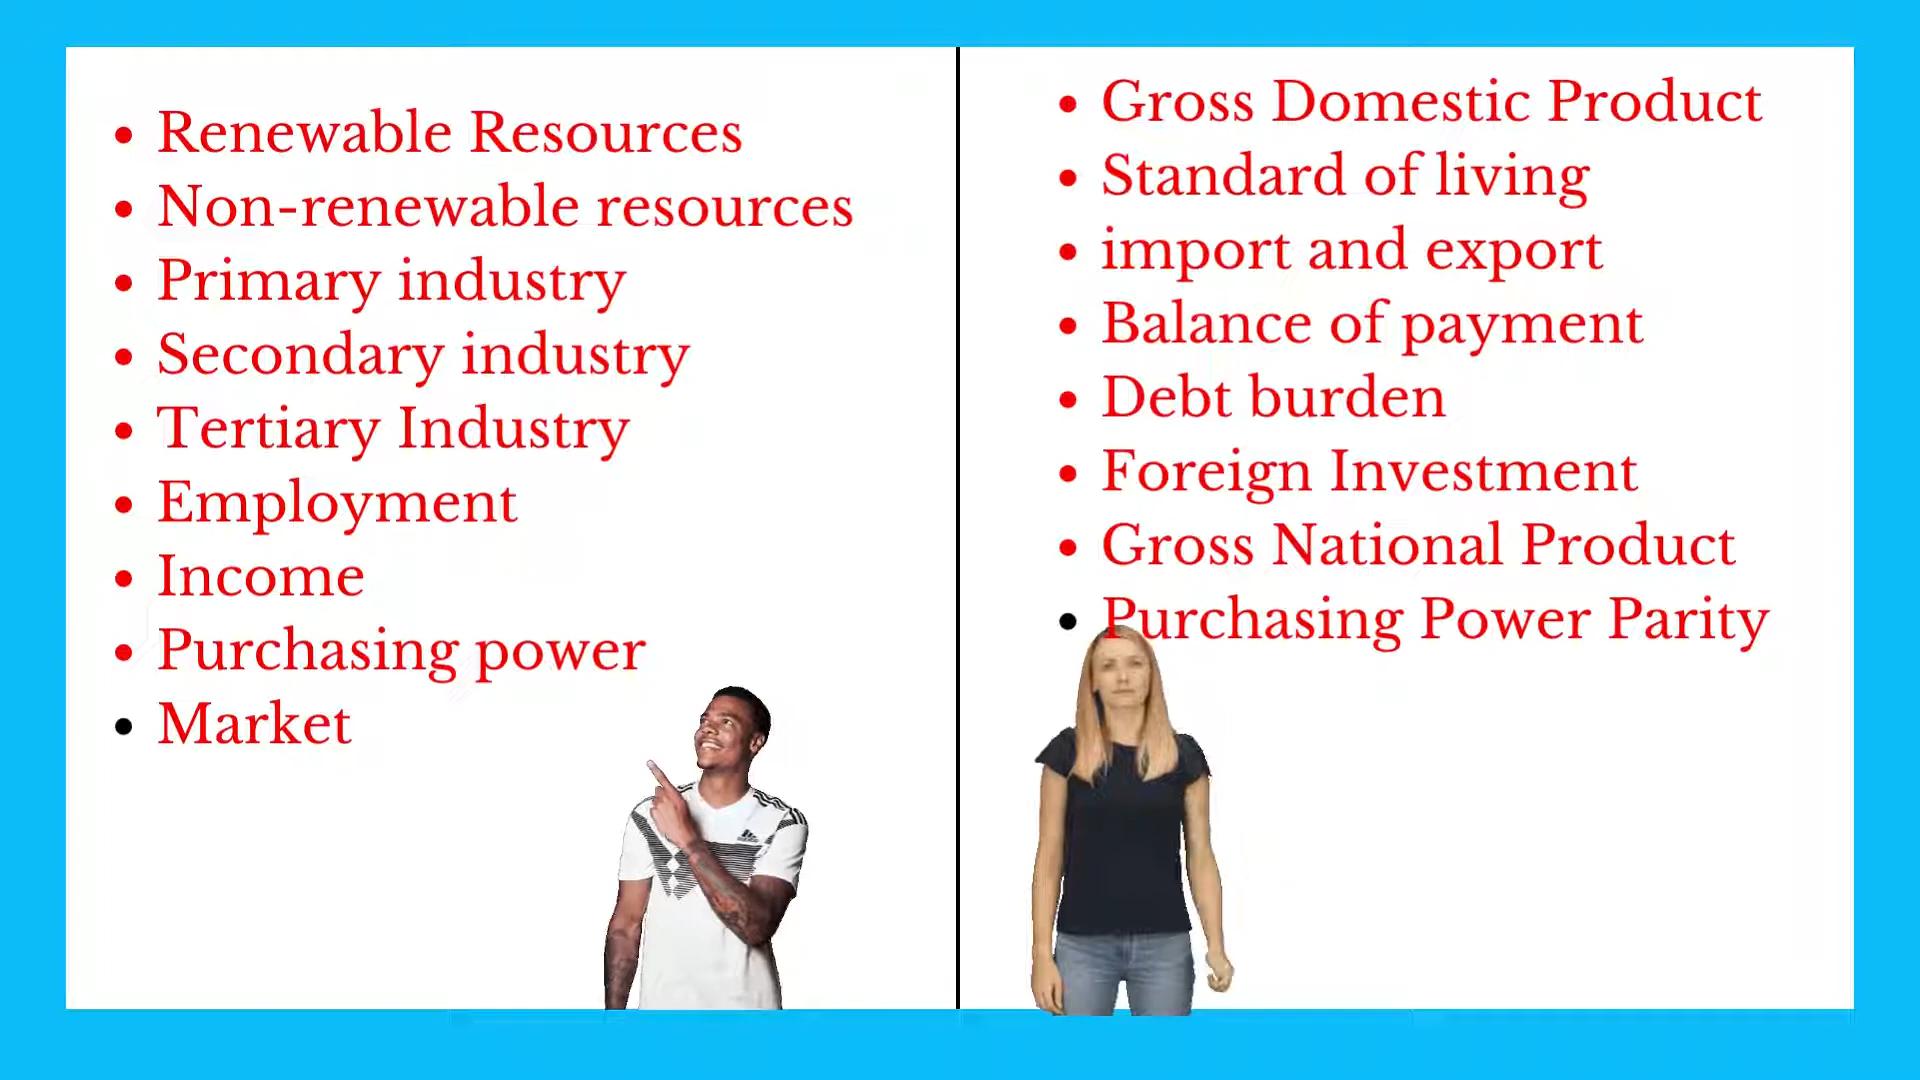 Renewable Resources
Non-renewable resources
Primary industry
Secondary industry
Tertiary Industry
Employment
Income
Purchasing power
Market
Gross Domestic Product
Standard of living
import and export
Balance of payment
Debt burden
Foreign Investment
Gross National Product
Purchasing Power Parity